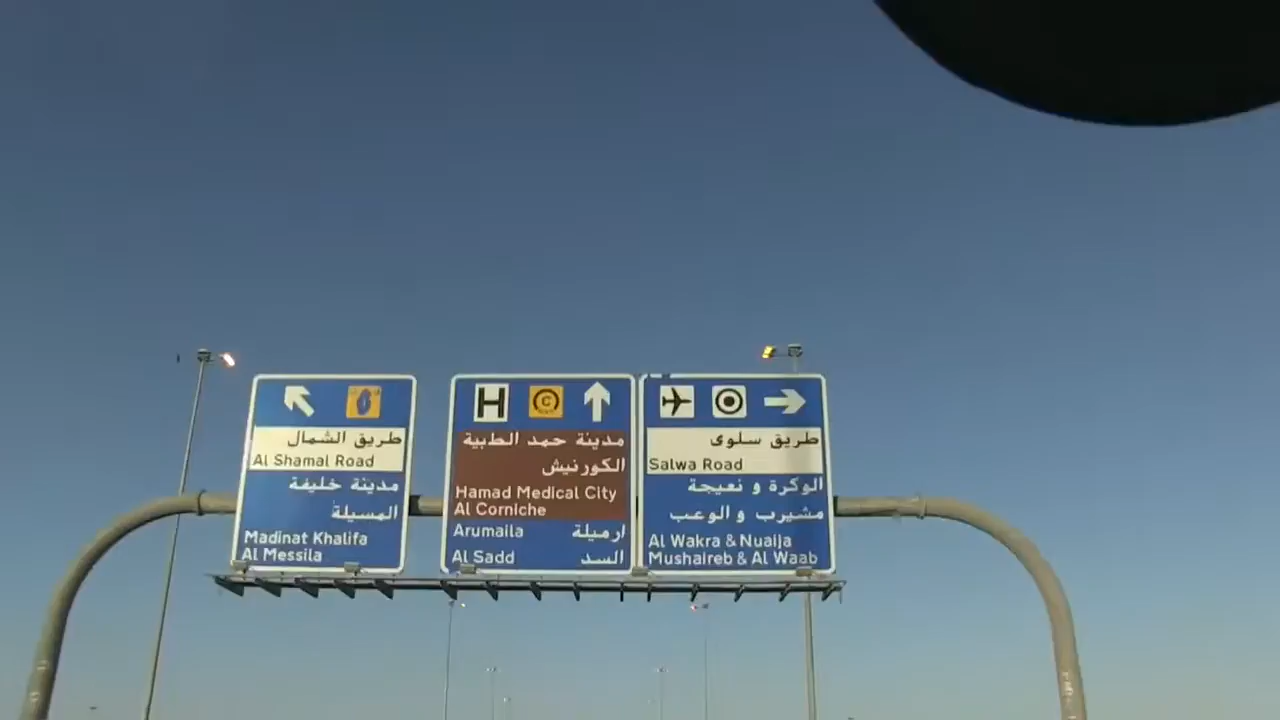 طريق الشمال
Al Shamal Road
مدينة خليفة
المسيلة
Madinat Khalifa
Al Messila
H
C
مدينة حمد الطبية
الكورنيش
Hamad Medical City
Al Corniche
Arumaila ارميلة
Al Sadd السد
طريق سلوى
Salwa Road
الوكرة و نعيجة
مشيرب و الوعب
Al Wakra & Nuaija
Mushaireb & Al Waab